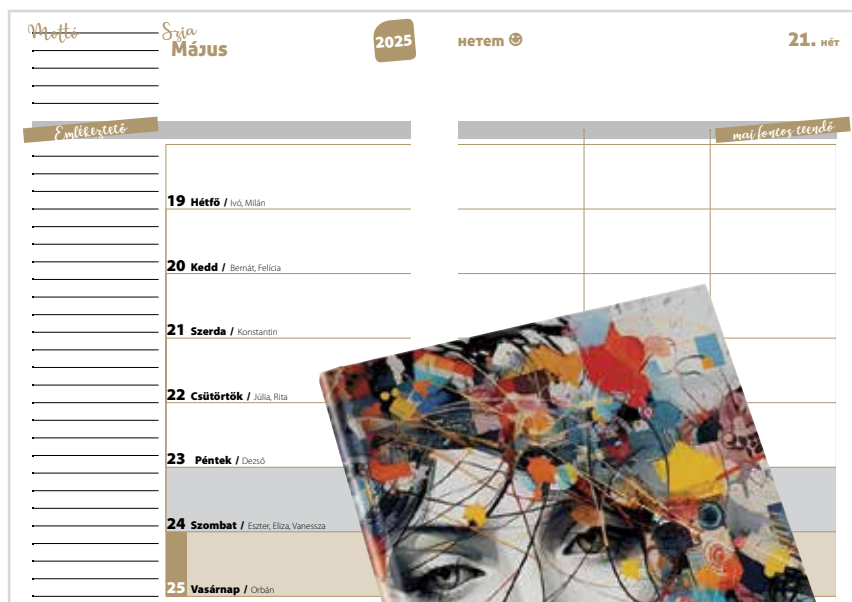 Mottó
Szia
Május
2025
HETEM
21. HÉT
Emlékeztető
mai fontos teendő
19 Hétfő / Ivó, Milán
20 Kedd / Bernát, Felícia
21 Szerda / Konstantin
22 Csütörtök / Júlia, Rita
23 Péntek / Dezső
24 Szombat / Eszter, Eliza, Vanessza
25 Vasárnap / Orbán